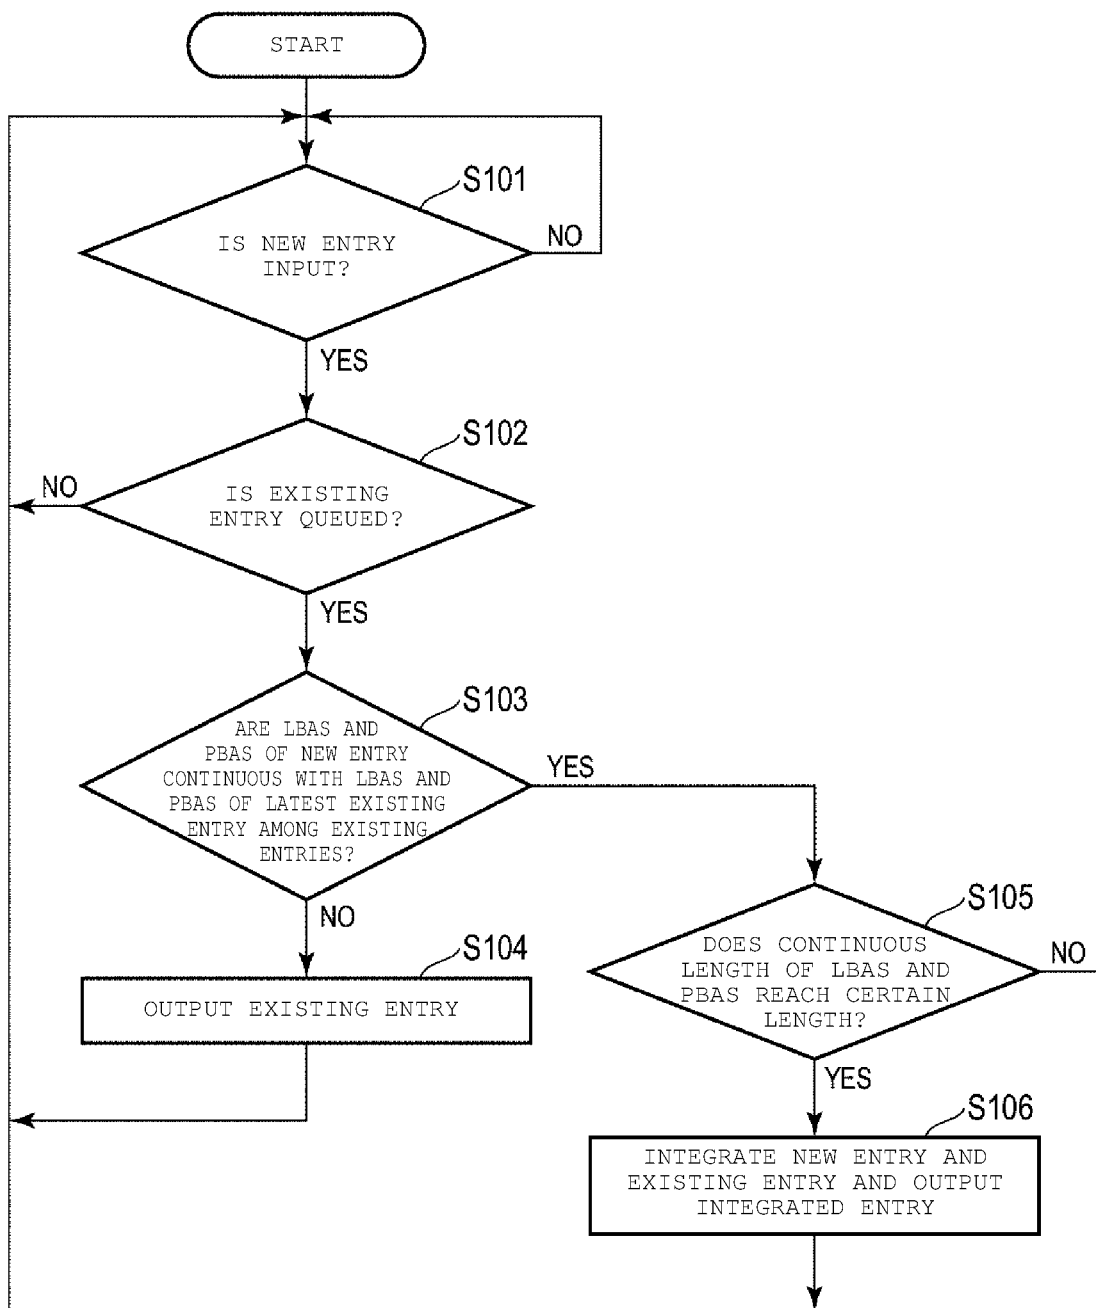 START
S101
IS NEW ENTRY
INPUT?
NO
YES
S102
IS EXISTING
ENTRY QUEUED?
NO
YES
S103
ARE LBAS AND
PBAS OF NEW ENTRY
CONTINUOUS WITH LBAS AND
PBAS OF LATEST EXISTING
ENTRY AMONG EXISTING
ENTRIES?
YES
NO
S104
OUTPUT EXISTING ENTRY
S105
DOES CONTINUOUS
LENGTH OF LBAS AND
PBAS REACH CERTAIN
LENGTH?
NO
YES
S106
INTEGRATE NEW ENTRY AND
EXISTING ENTRY AND OUTPUT
INTEGRATED ENTRY